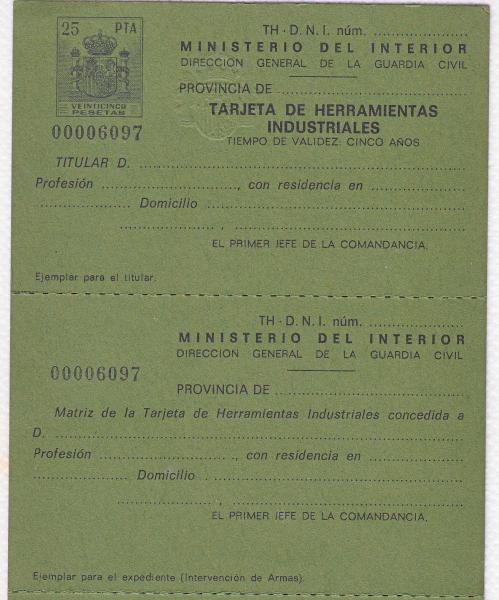 25 PTA
VEINTICINCO
PESETAS
00006097
TH - D. N. I. núm. ....................
MINISTERIO DEL INTERIOR
DIRECCION GENERAL DE LA GUARDIA CIVIL
PROVINCIA DE ....................
TARJETA DE HERRAMIENTAS
INDUSTRIALES
TIEMPO DE VALIDEZ: CINCO AÑOS
TITULAR D. ....................
Profesión ...................., con residencia en ....................
.................... Domicilio ....................
...................., ....................
EL PRIMER JEFE DE LA COMANDANCIA,
Ejemplar para el titular.
TH - D. N. I. núm. ....................
MINISTERIO DEL INTERIOR
DIRECCION GENERAL DE LA GUARDIA CIVIL
00006097
PROVINCIA DE ....................
Matriz de la Tarjeta de Herramientas Industriales concedida a
D. ....................
Profesión ...................., con residencia en ....................
.................... Domicilio ....................
...................., ....................
EL PRIMER JEFE DE LA COMANDANCIA,
Ejemplar para el expediente (Intervención de Armas).